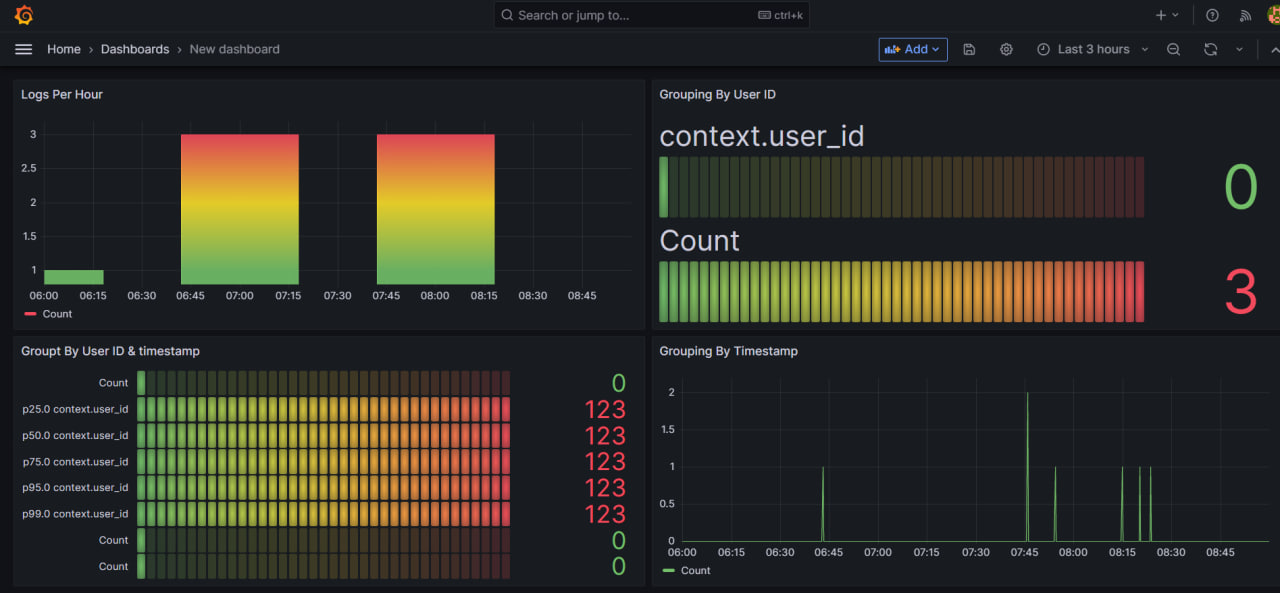 Search or jump to...
ctrl+k
Home › Dashboards › New dashboard
Add
Last 3 hours
Logs Per Hour
3
2.5
2
1.5
1
06:00 06:15 06:30 06:45 07:00 07:15 07:30 07:45 08:00 08:15 08:30 08:45
Count
Grouping By User ID
context.user_id
0
Count
3
Groupt By User ID & timestamp
Count 0
p25.0 context.user_id 123
p50.0 context.user_id 123
p75.0 context.user_id 123
p95.0 context.user_id 123
p99.0 context.user_id 123
Count 0
Count 0
Grouping By Timestamp
2
1.5
1
0.5
0
06:00 06:15 06:30 06:45 07:00 07:15 07:30 07:45 08:00 08:15 08:30 08:45
Count